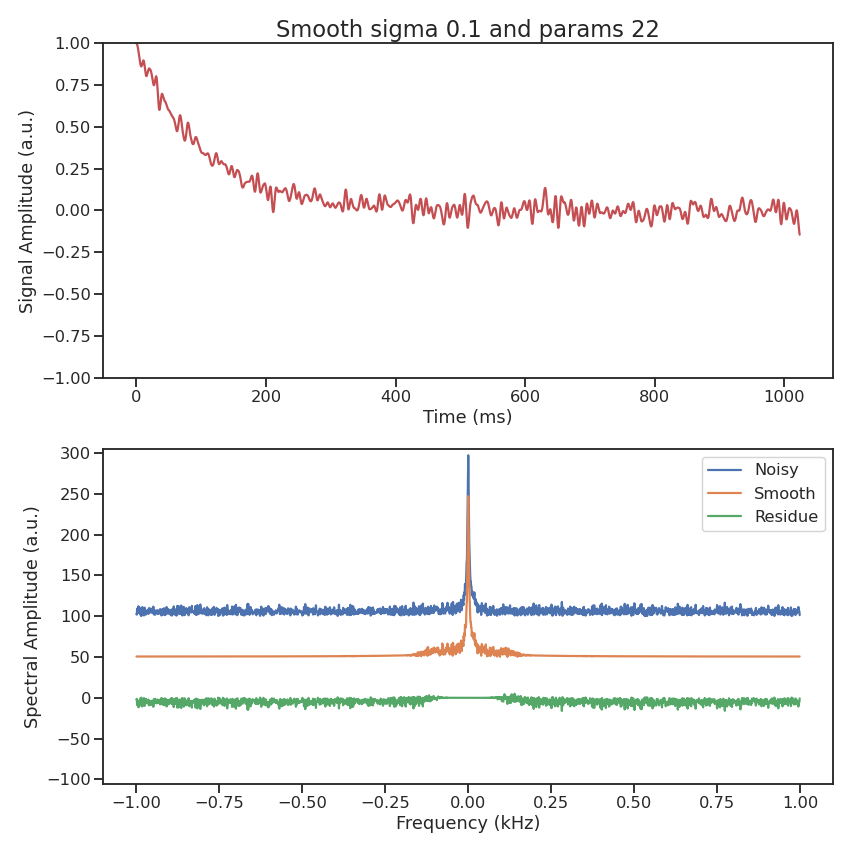 Smooth sigma 0.1 and params 22
1.00
0.75
0.50
0.25
0.00
−0.25
−0.50
−0.75
−1.00
Signal Amplitude (a.u.)
0 200 400 600 800 1000
Time (ms)
300
250
200
150
100
50
0
−50
−100
Spectral Amplitude (a.u.)
Noisy
Smooth
Residue
−1.00 −0.75 −0.50 −0.25 0.00 0.25 0.50 0.75 1.00
Frequency (kHz)